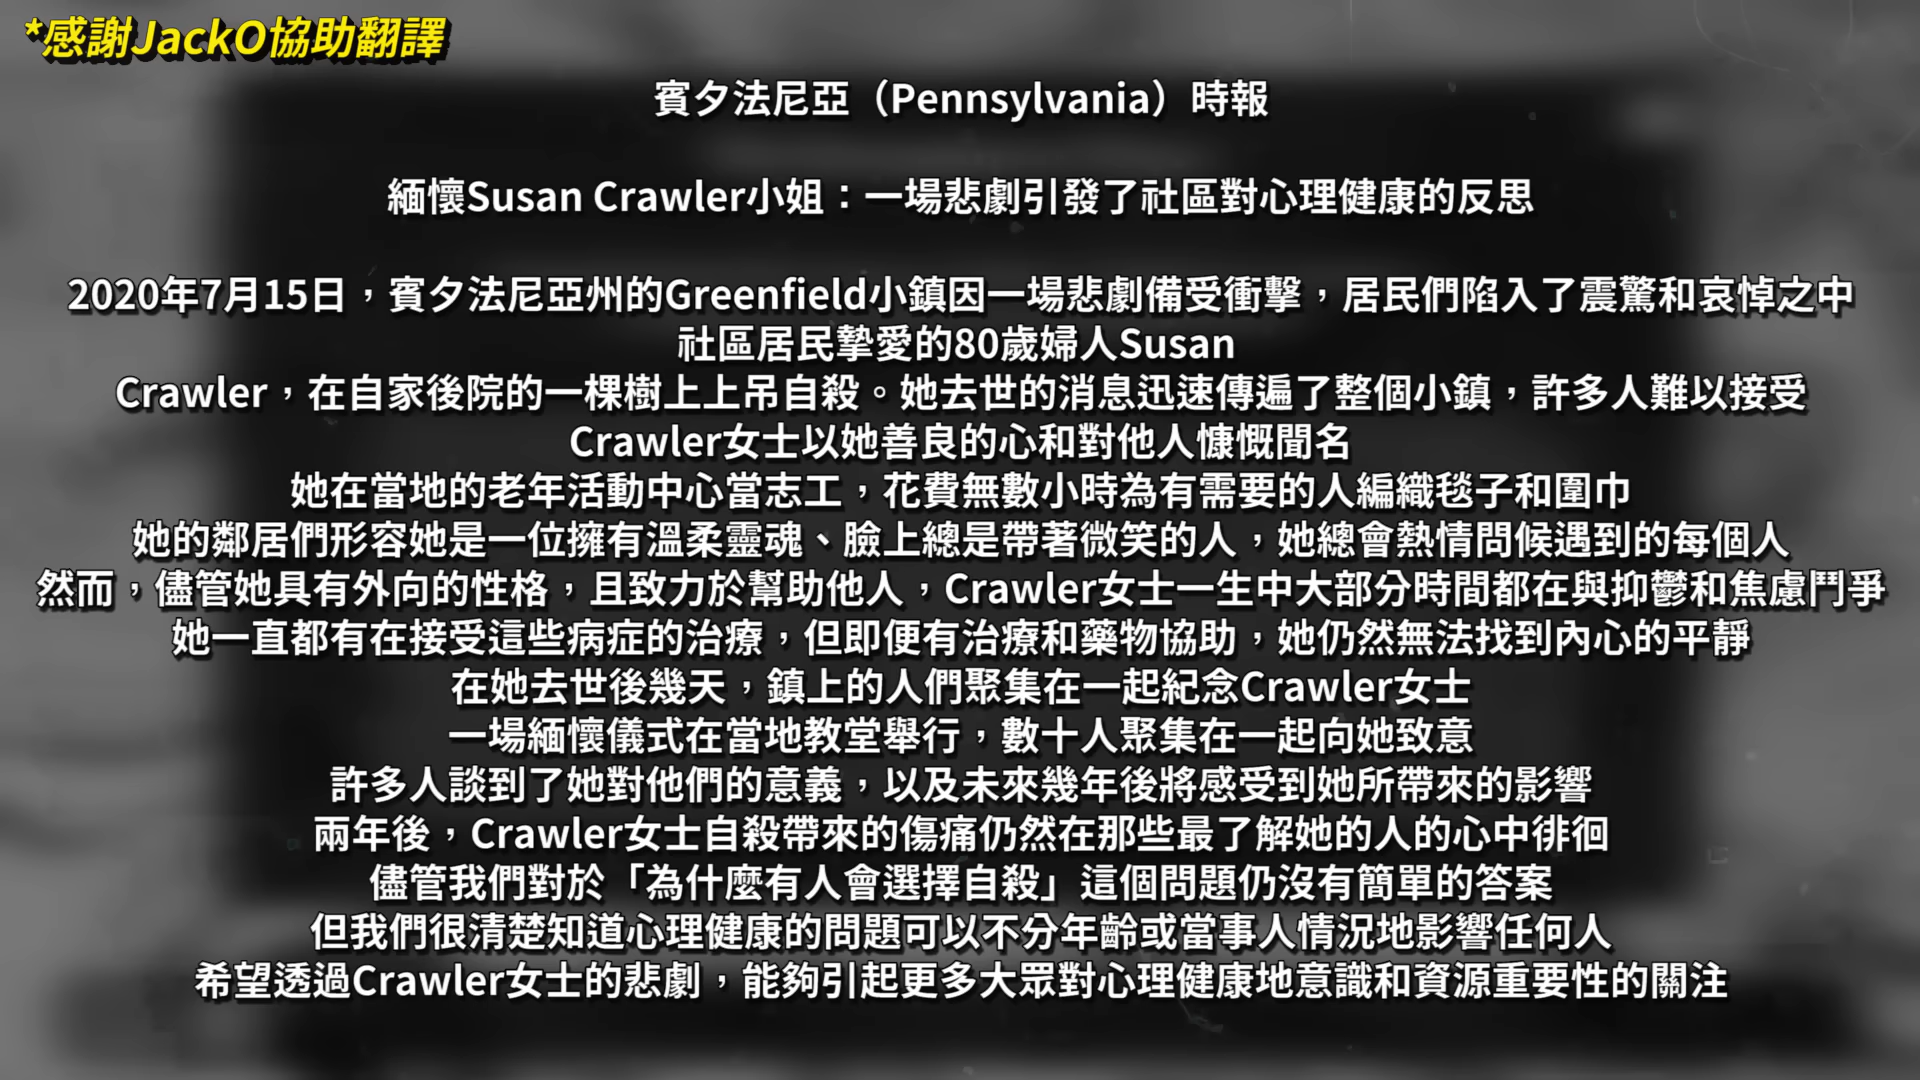 *感謝JackO協助翻譯
賓夕法尼亞（Pennsylvania）時報
緬懷Susan Crawler小姐：一場悲劇引發了社區對心理健康的反思
2020年7月15日，賓夕法尼亞州的Greenfield小鎮因一場悲劇備受衝擊，居民們陷入了震驚和哀悼之中
社區居民摯愛的80歲婦人Susan
Crawler，在自家後院的一棵樹上上吊自殺。她去世的消息迅速傳遍了整個小鎮，許多人難以接受
Crawler女士以她善良的心和對他人慷慨聞名
她在當地的老年活動中心當志工，花費無數小時為有需要的人編織毯子和圍巾
她的鄰居們形容她是一位擁有溫柔靈魂、臉上總是帶著微笑的人，她總會熱情問候遇到的每個人
然而，儘管她具有外向的性格，且致力於幫助他人，Crawler女士一生中大部分時間都在與抑鬱和焦慮鬥爭
她一直都有在接受這些病症的治療，但即便有治療和藥物協助，她仍然無法找到內心的平靜
在她去世後幾天，鎮上的人們聚集在一起紀念Crawler女士
一場緬懷儀式在當地教堂舉行，數十人聚集在一起向她致意
許多人談到了她對他們的意義，以及未來幾年後將感受到她所帶來的影響
兩年後，Crawler女士自殺帶來的傷痛仍然在那些最了解她的人的心中徘徊
儘管我們對於「為什麼有人會選擇自殺」這個問題仍沒有簡單的答案
但我們很清楚知道心理健康的問題可以不分年齡或當事人情況地影響任何人
希望透過Crawler女士的悲劇，能夠引起更多大眾對心理健康地意識和資源重要性的關注